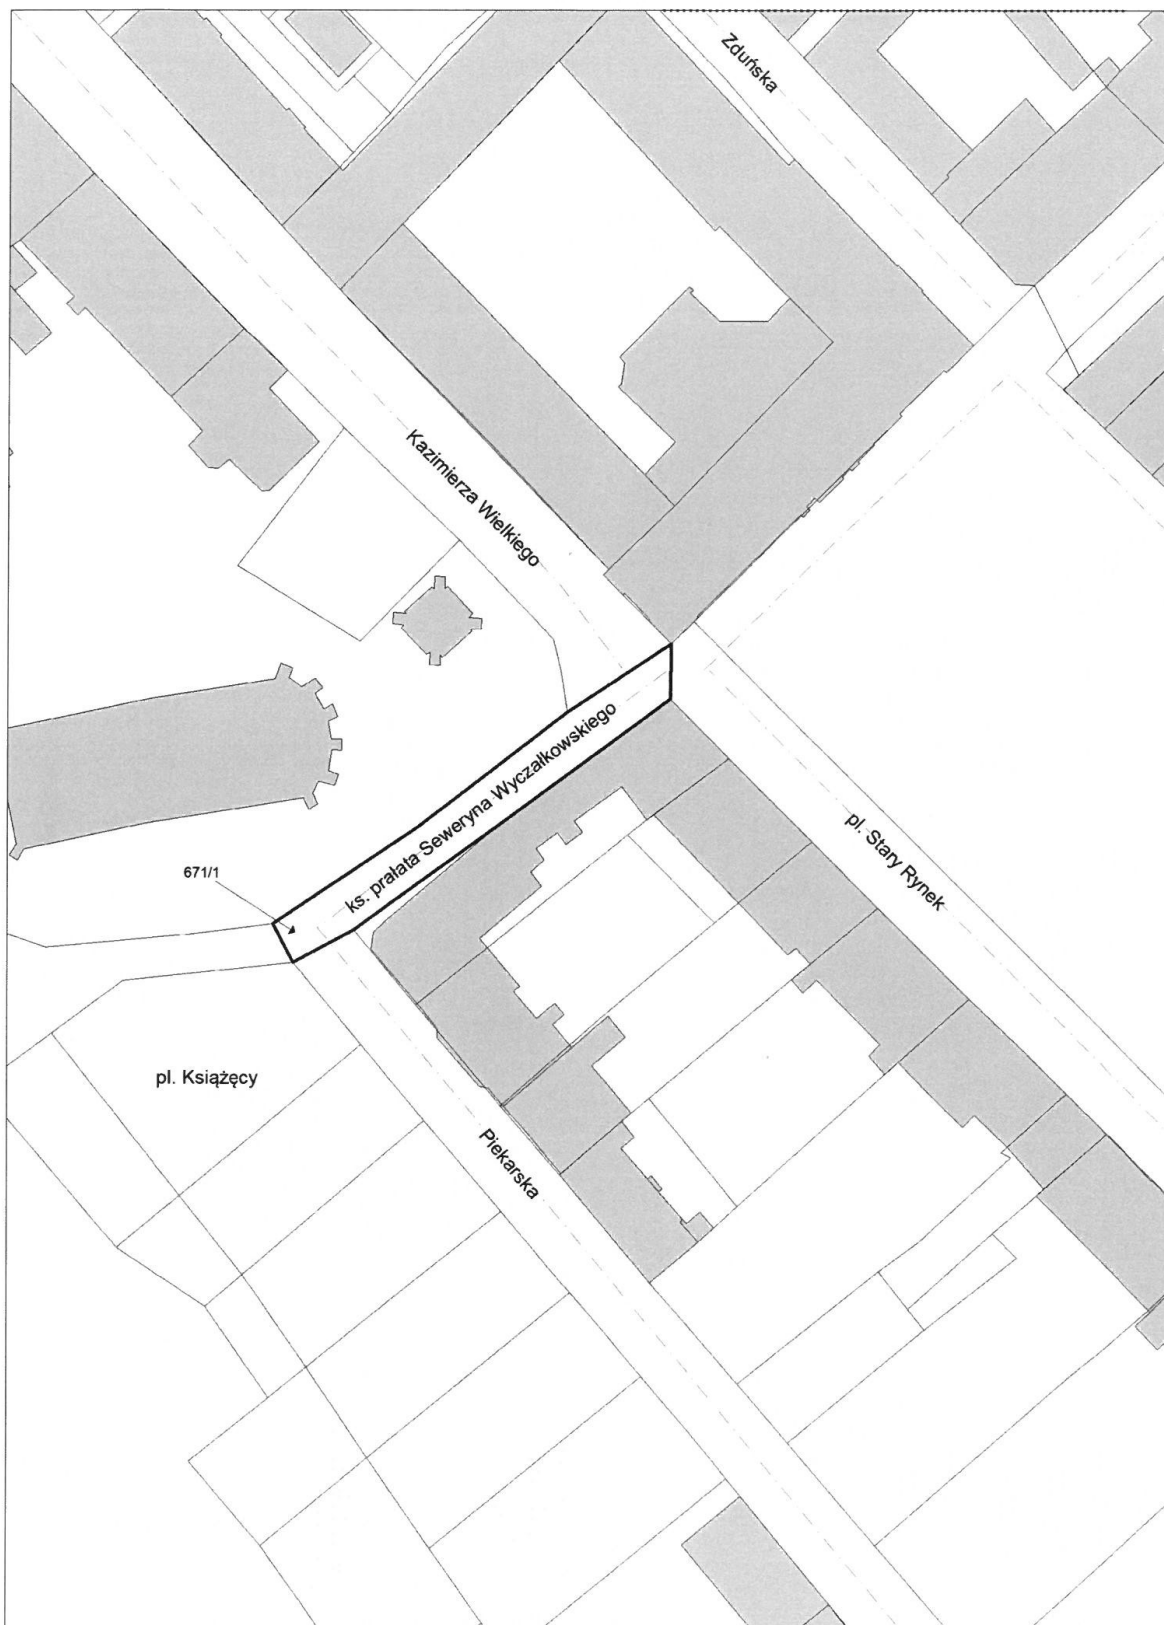 Zduńska
Kazimierza Wielkiego
ks. prałata Seweryna Wyczałkowskiego
pl. Stary Rynek
671/1
pl. Książęcy
Piekarska